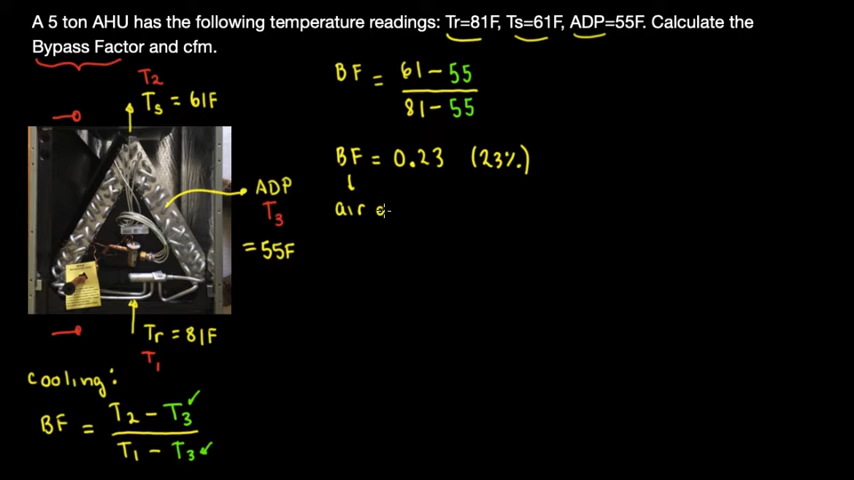 A 5 ton AHU has the following temperature readings: Tr=81F, Ts=61F, ADP=55F. Calculate the
Bypass Factor and cfm.
T2
Ts = 61F
ADP
T3
= 55F
Tr = 81F
T1
cooling:
BF = T2 - T3
T1 - T3
BF = 61 - 55
81 - 55
BF = 0.23 (23%)
air